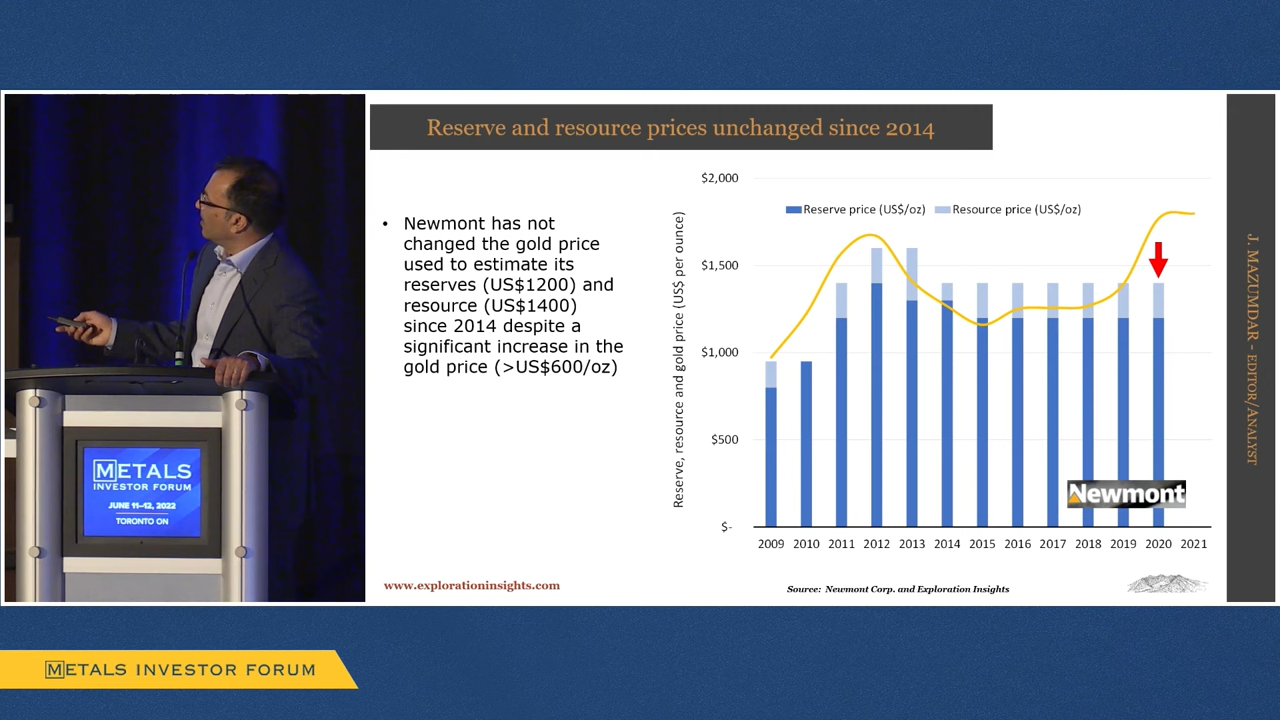 Reserve and resource prices unchanged since 2014
• Newmont has not
changed the gold price
used to estimate its
reserves (US$1200) and
resource (US$1400)
since 2014 despite a
significant increase in the
gold price (>US$600/oz)
Reserve, resource and gold price (US$ per ounce)
$2,000
$1,500
$1,000
$500
$-
Reserve price (US$/oz) Resource price (US$/oz)
Newmont
2009 2010 2011 2012 2013 2014 2015 2016 2017 2018 2019 2020 2021
www.explorationinsights.com
Source: Newmont Corp. and Exploration Insights
J. MAZUMDAR - EDITOR/ANALYST
METALS
INVESTOR FORUM
JUNE 11–12, 2022
TORONTO ON
METALS INVESTOR FORUM